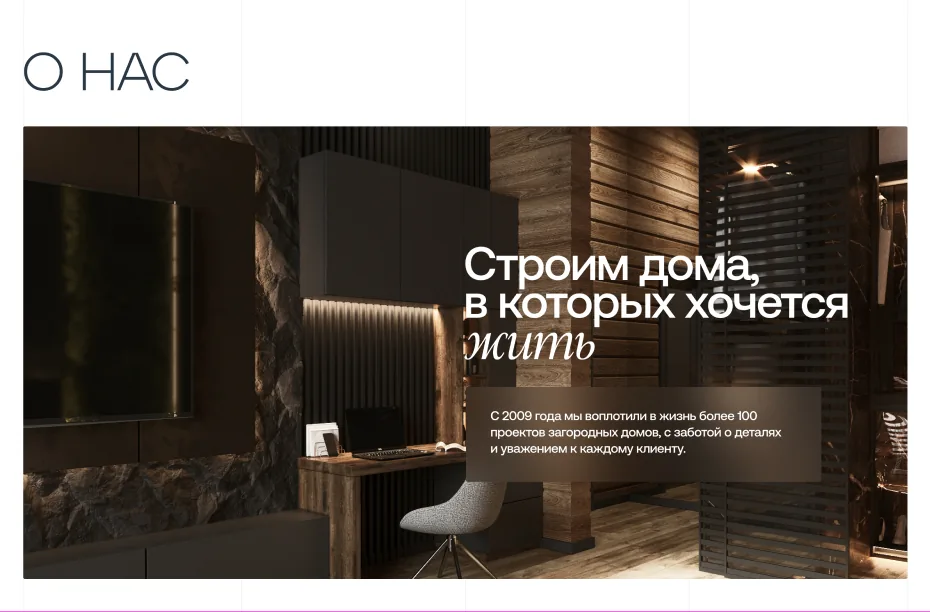 О НАС
Строим дома,
в которых хочется
жить
С 2009 года мы воплотили в жизнь более 100
проектов загородных домов, с заботой о деталях
и уважением к каждому клиенту.